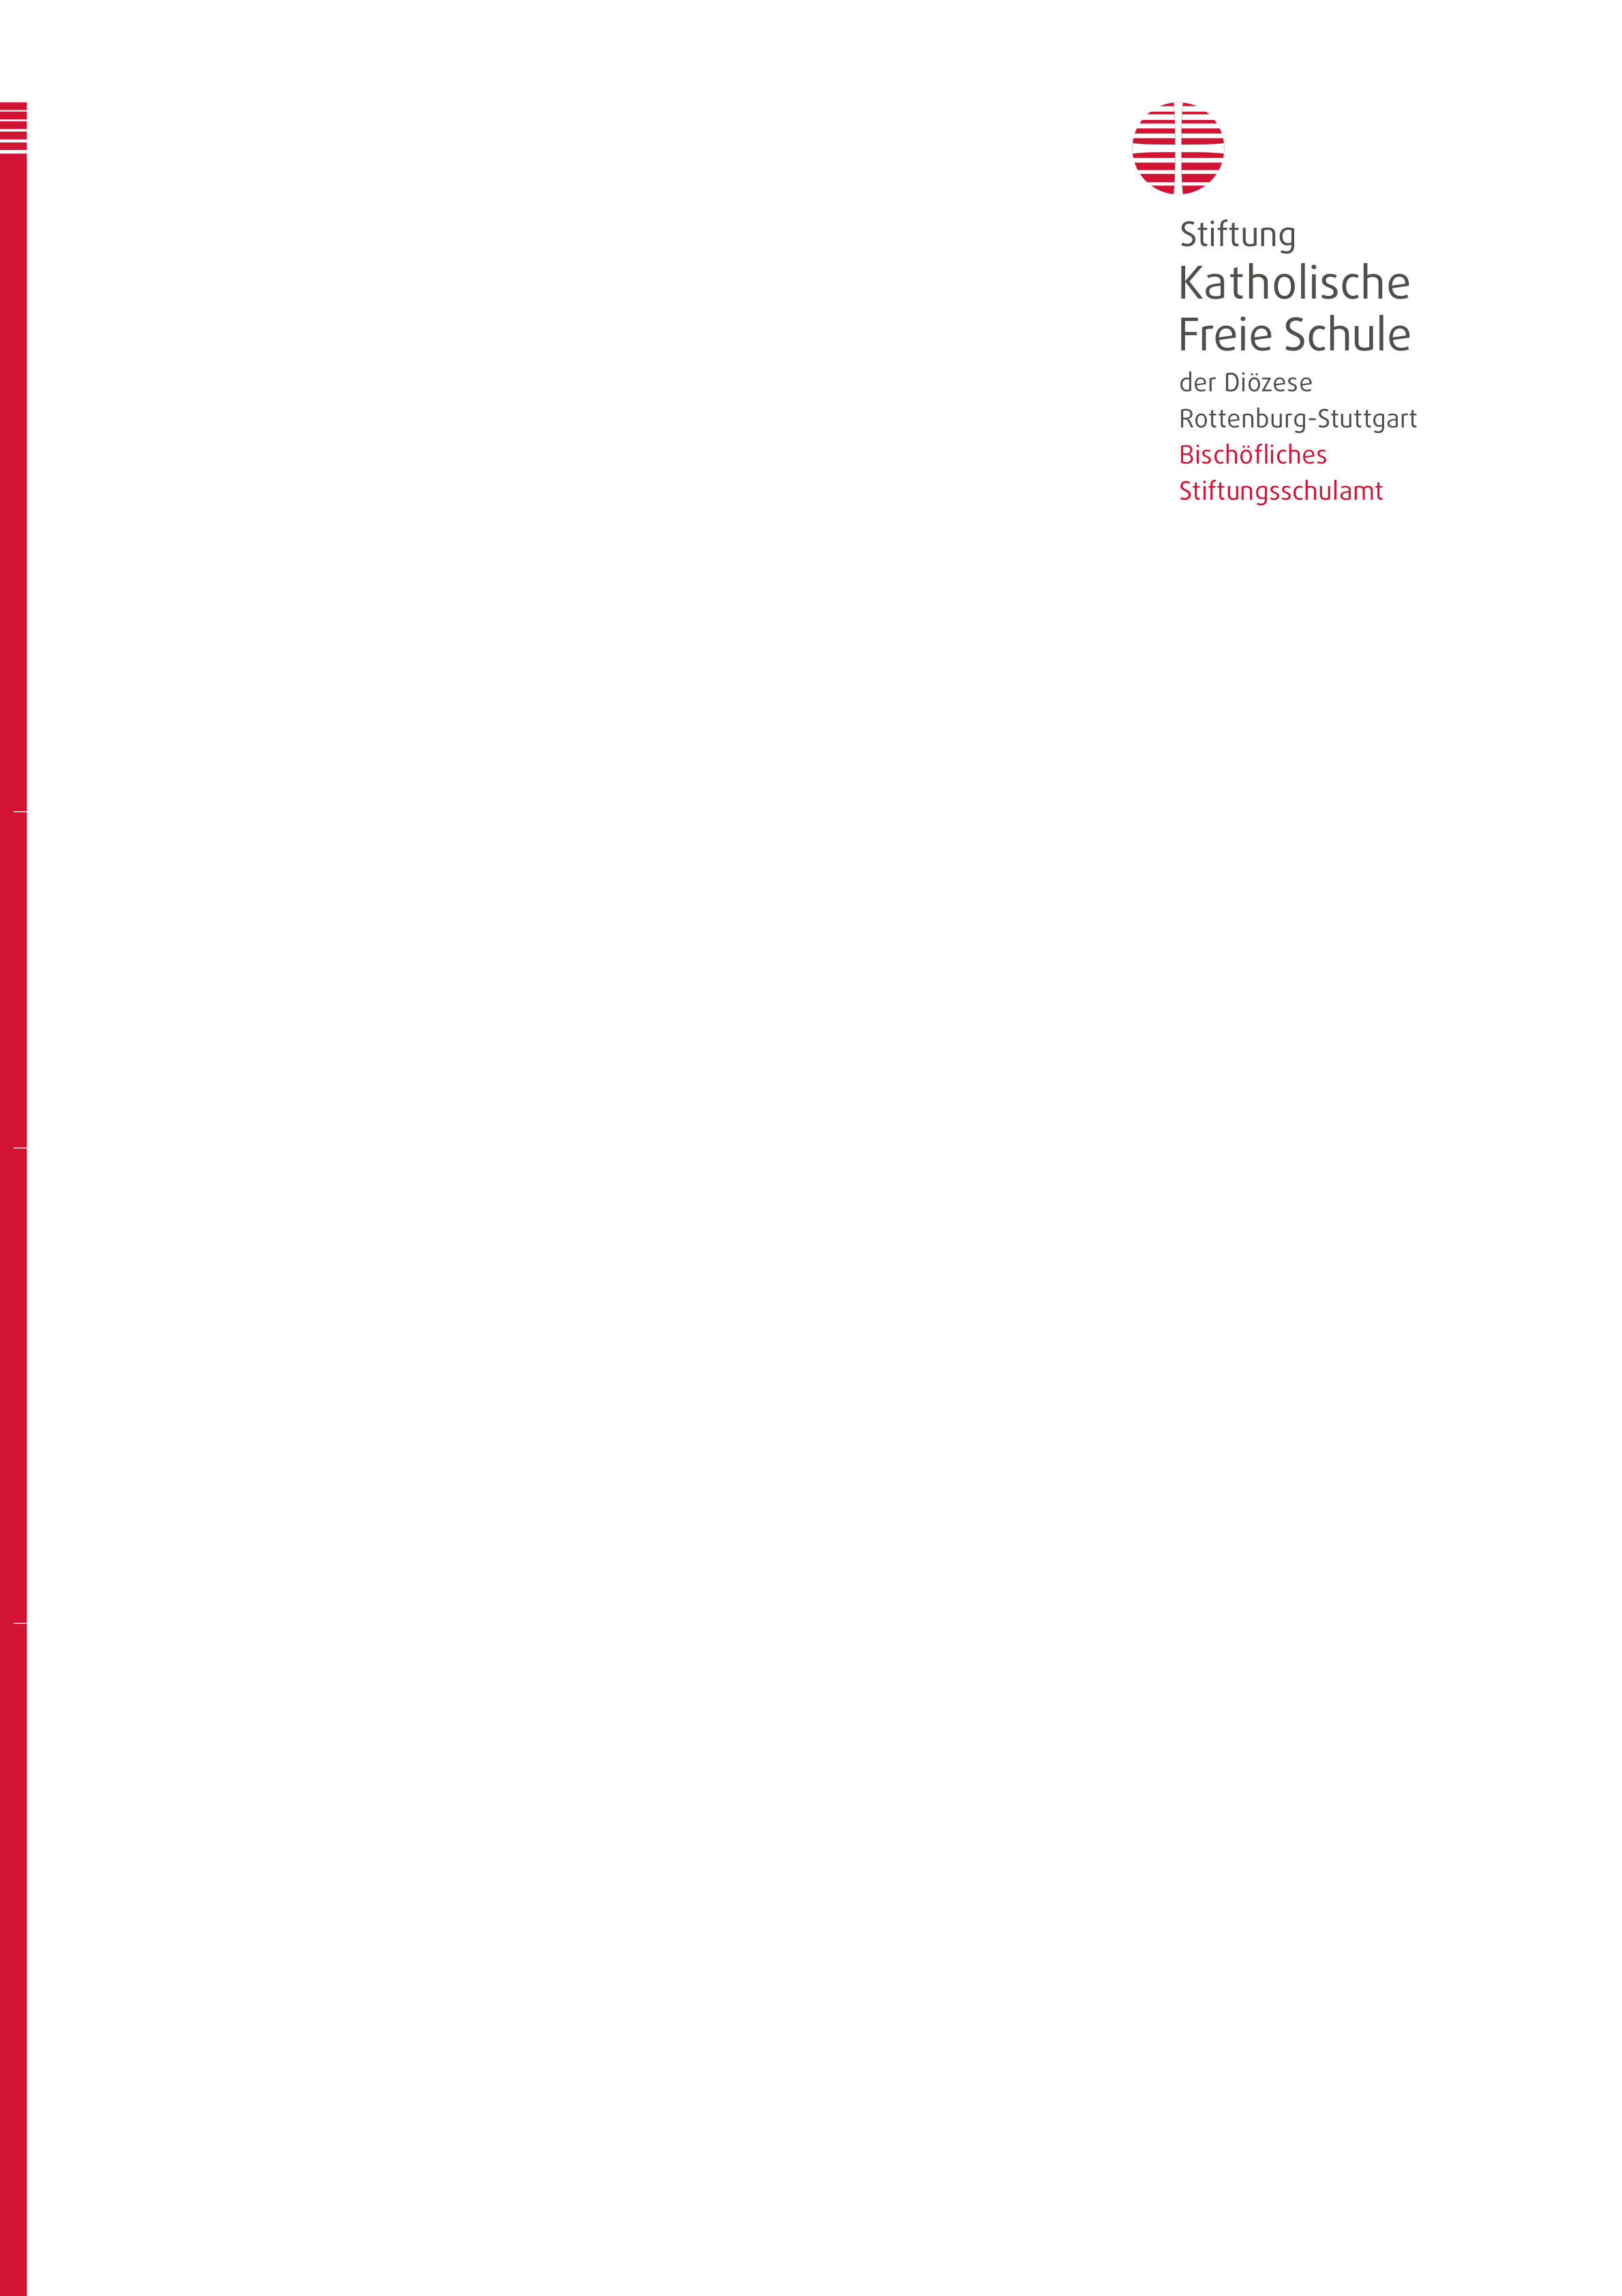 Stiftung
Katholische
Freie Schule
der Diözese
Rottenburg-Stuttgart
Bischöfliches
Stiftungsschulamt